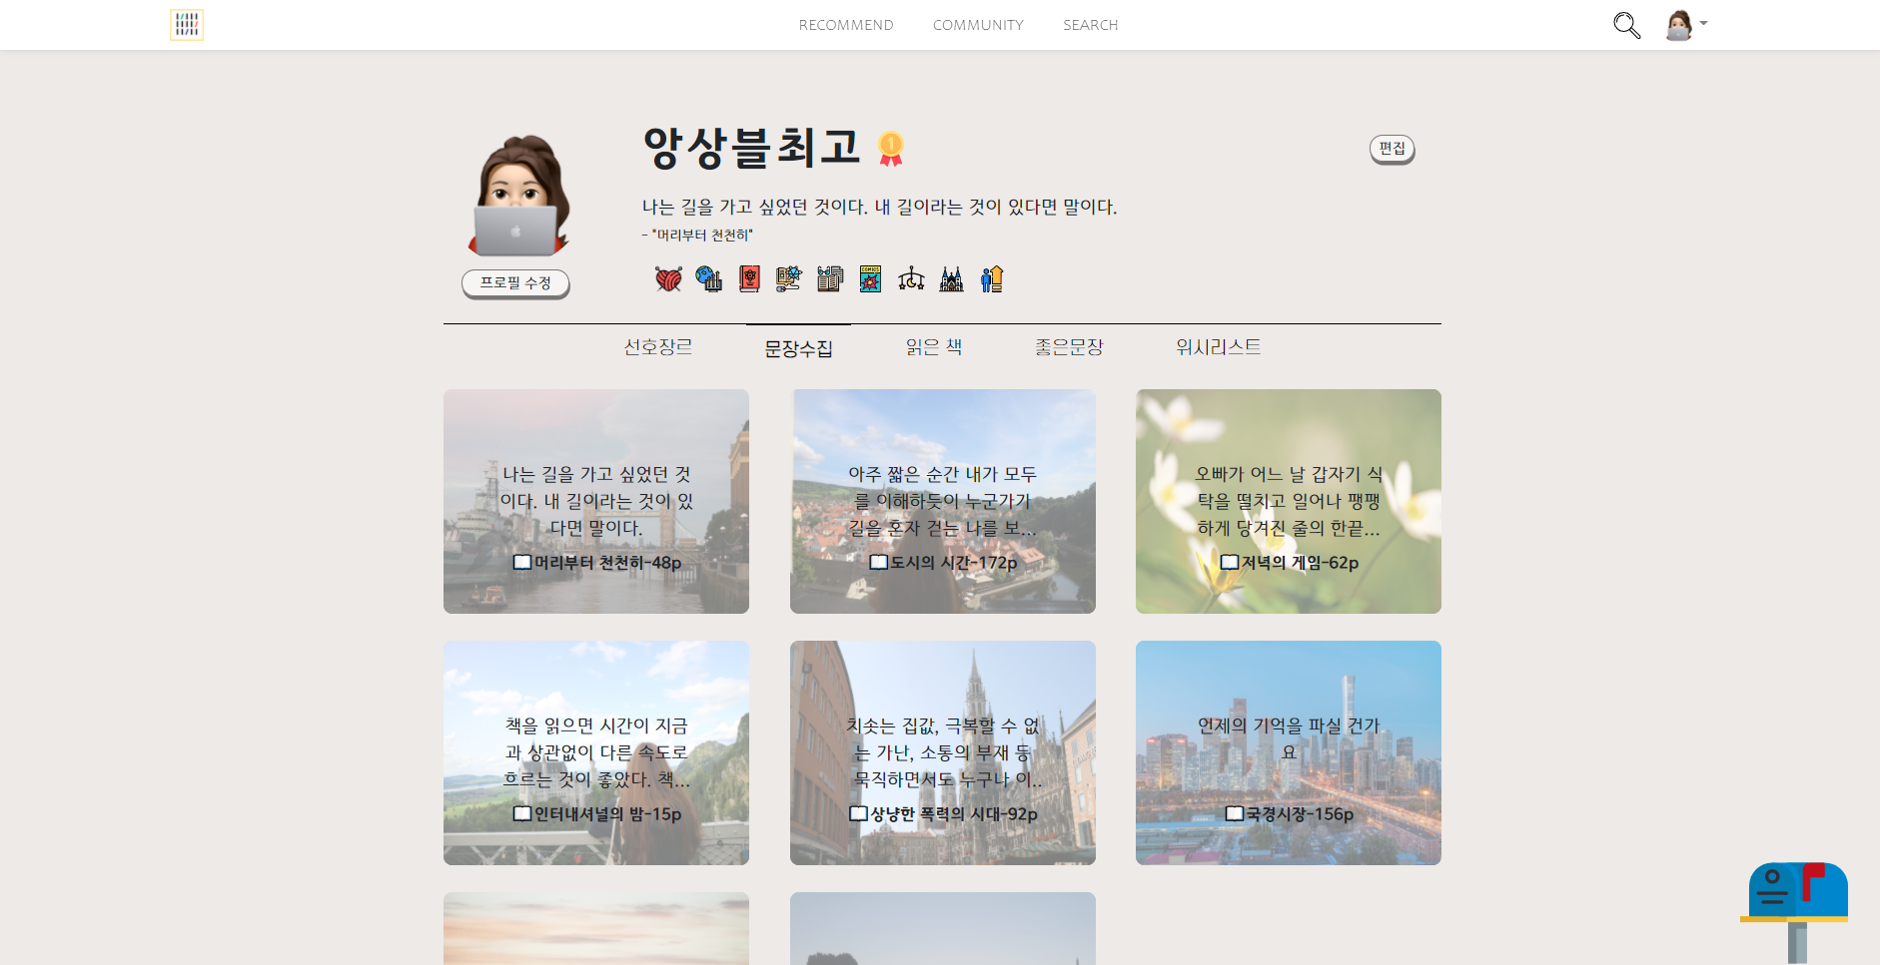 RECOMMEND COMMUNITY SEARCH
앙상블최고
1
편집
나는 길을 가고 싶었던 것이다. 내 길이라는 것이 있다면 말이다.
- "머리부터 천천히"
프로필 수정
COMICS
선호장르 문장수집 읽은 책 좋은문장 위시리스트
나는 길을 가고 싶었던 것
이다. 내 길이라는 것이 있
다면 말이다.
머리부터 천천히-48p
아주 짧은 순간 내가 모두
를 이해하듯이 누군가가
길을 혼자 걷는 나를 보...
도시의 시간-172p
오빠가 어느 날 갑자기 식
탁을 떨치고 일어나 팽팽
하게 당겨진 줄의 한끝...
저녁의 게임-62p
책을 읽으면 시간이 지금
과 상관없이 다른 속도로
흐르는 것이 좋았다. 책...
인터내셔널의 밤-15p
치솟는 집값, 극복할 수 없
는 가난, 소통의 부재 등
묵직하면서도 누구나 이..
상냥한 폭력의 시대-92p
언제의 기억을 파실 건가
요
국경시장-156p